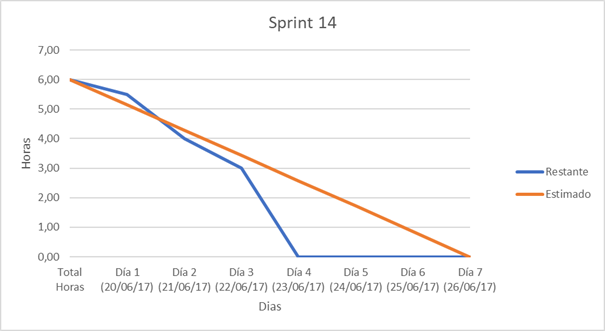 Sprint 14
7,00
6,00
5,00
4,00
3,00
2,00
1,00
0,00
Horas
Total Horas
Día 1 (20/06/17)
Día 2 (21/06/17)
Día 3 (22/06/17)
Día 4 (23/06/17)
Día 5 (24/06/17)
Día 6 (25/06/17)
Día 7 (26/06/17)
Dias
Restante
Estimado